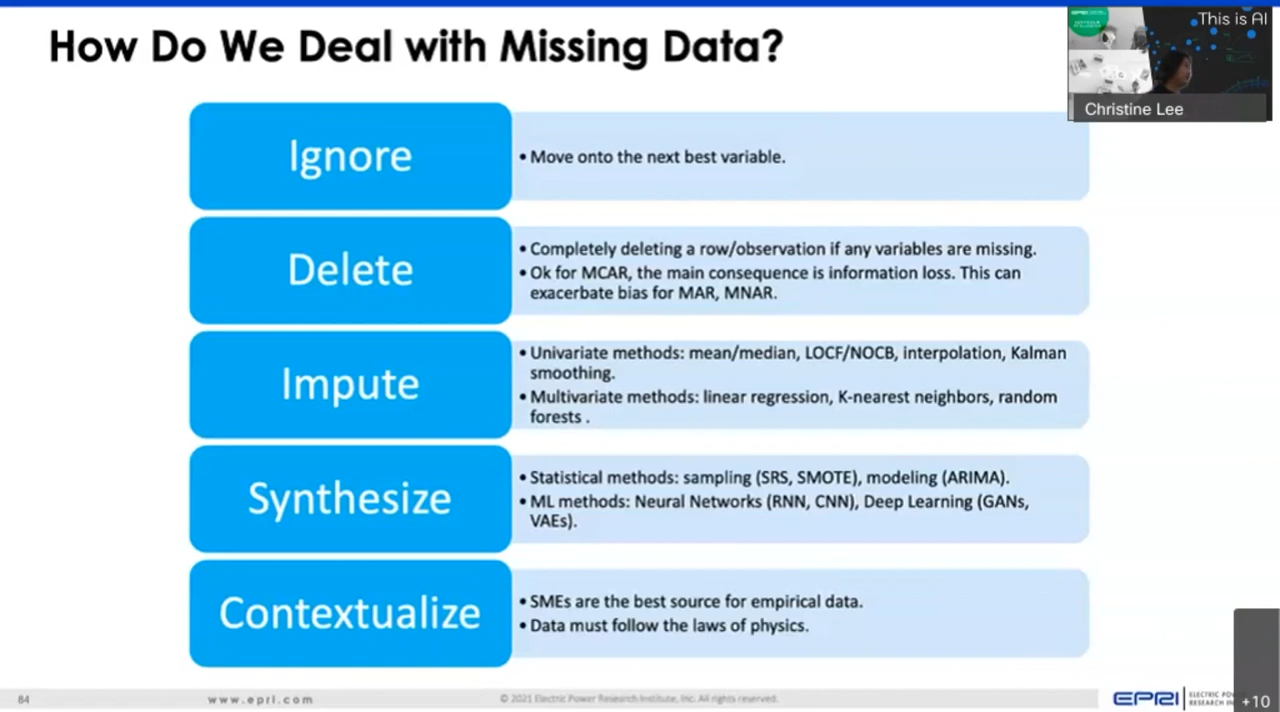 How Do We Deal with Missing Data?
This is AI
Christine Lee
Ignore
• Move onto the next best variable.
Delete
• Completely deleting a row/observation if any variables are missing.
• Ok for MCAR, the main consequence is information loss. This can
exacerbate bias for MAR, MNAR.
Impute
• Univariate methods: mean/median, LOCF/NOCB, interpolation, Kalman
smoothing.
• Multivariate methods: linear regression, K-nearest neighbors, random
forests .
Synthesize
• Statistical methods: sampling (SRS, SMOTE), modeling (ARIMA).
• ML methods: Neural Networks (RNN, CNN), Deep Learning (GANs,
VAEs).
Contextualize
• SMEs are the best source for empirical data.
• Data must follow the laws of physics.
84
www.epri.com
© 2021 Electric Power Research Institute, Inc. All rights reserved.
EPRI
ELECTRIC
RESEARCH
+10